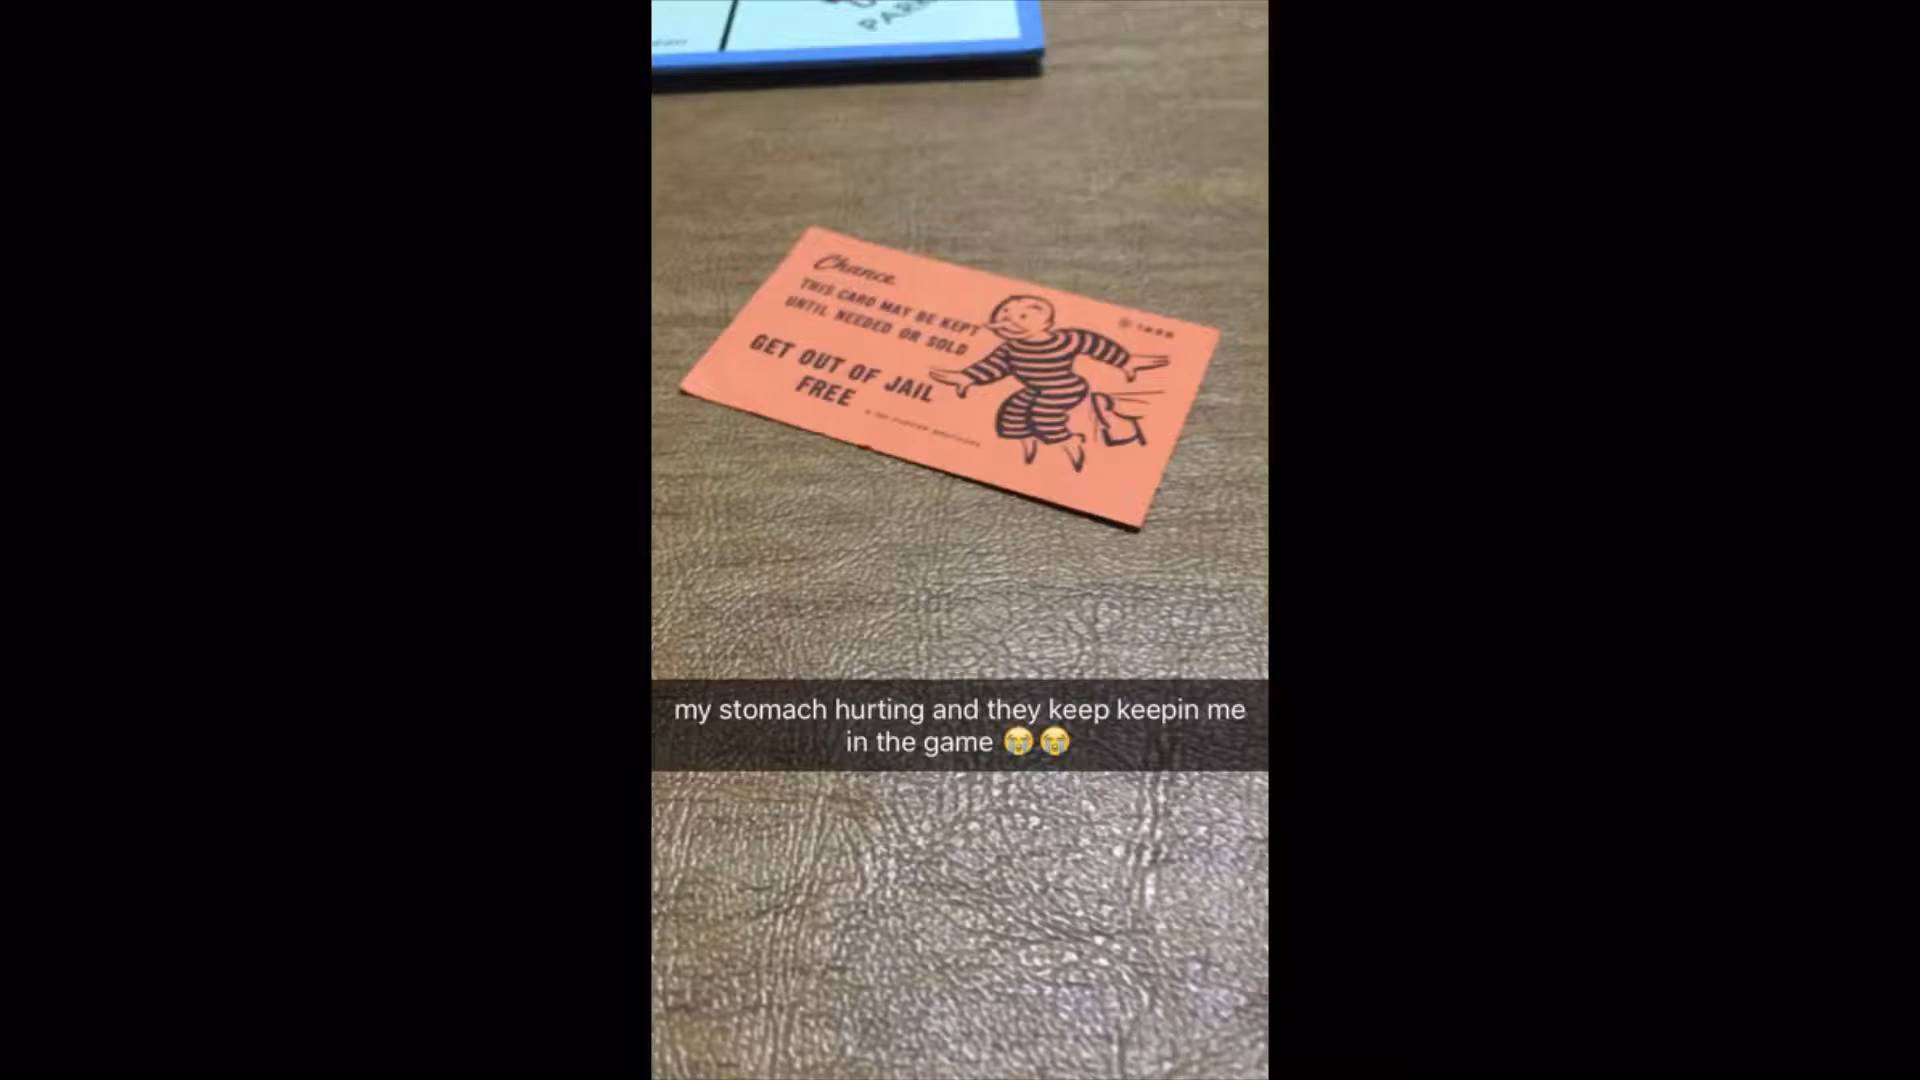 PARK
Chance
THIS CARD MAY BE KEPT
UNTIL NEEDED OR SOLD
GET OUT OF JAIL
FREE
my stomach hurting and they keep keepin me
in the game 😭😭